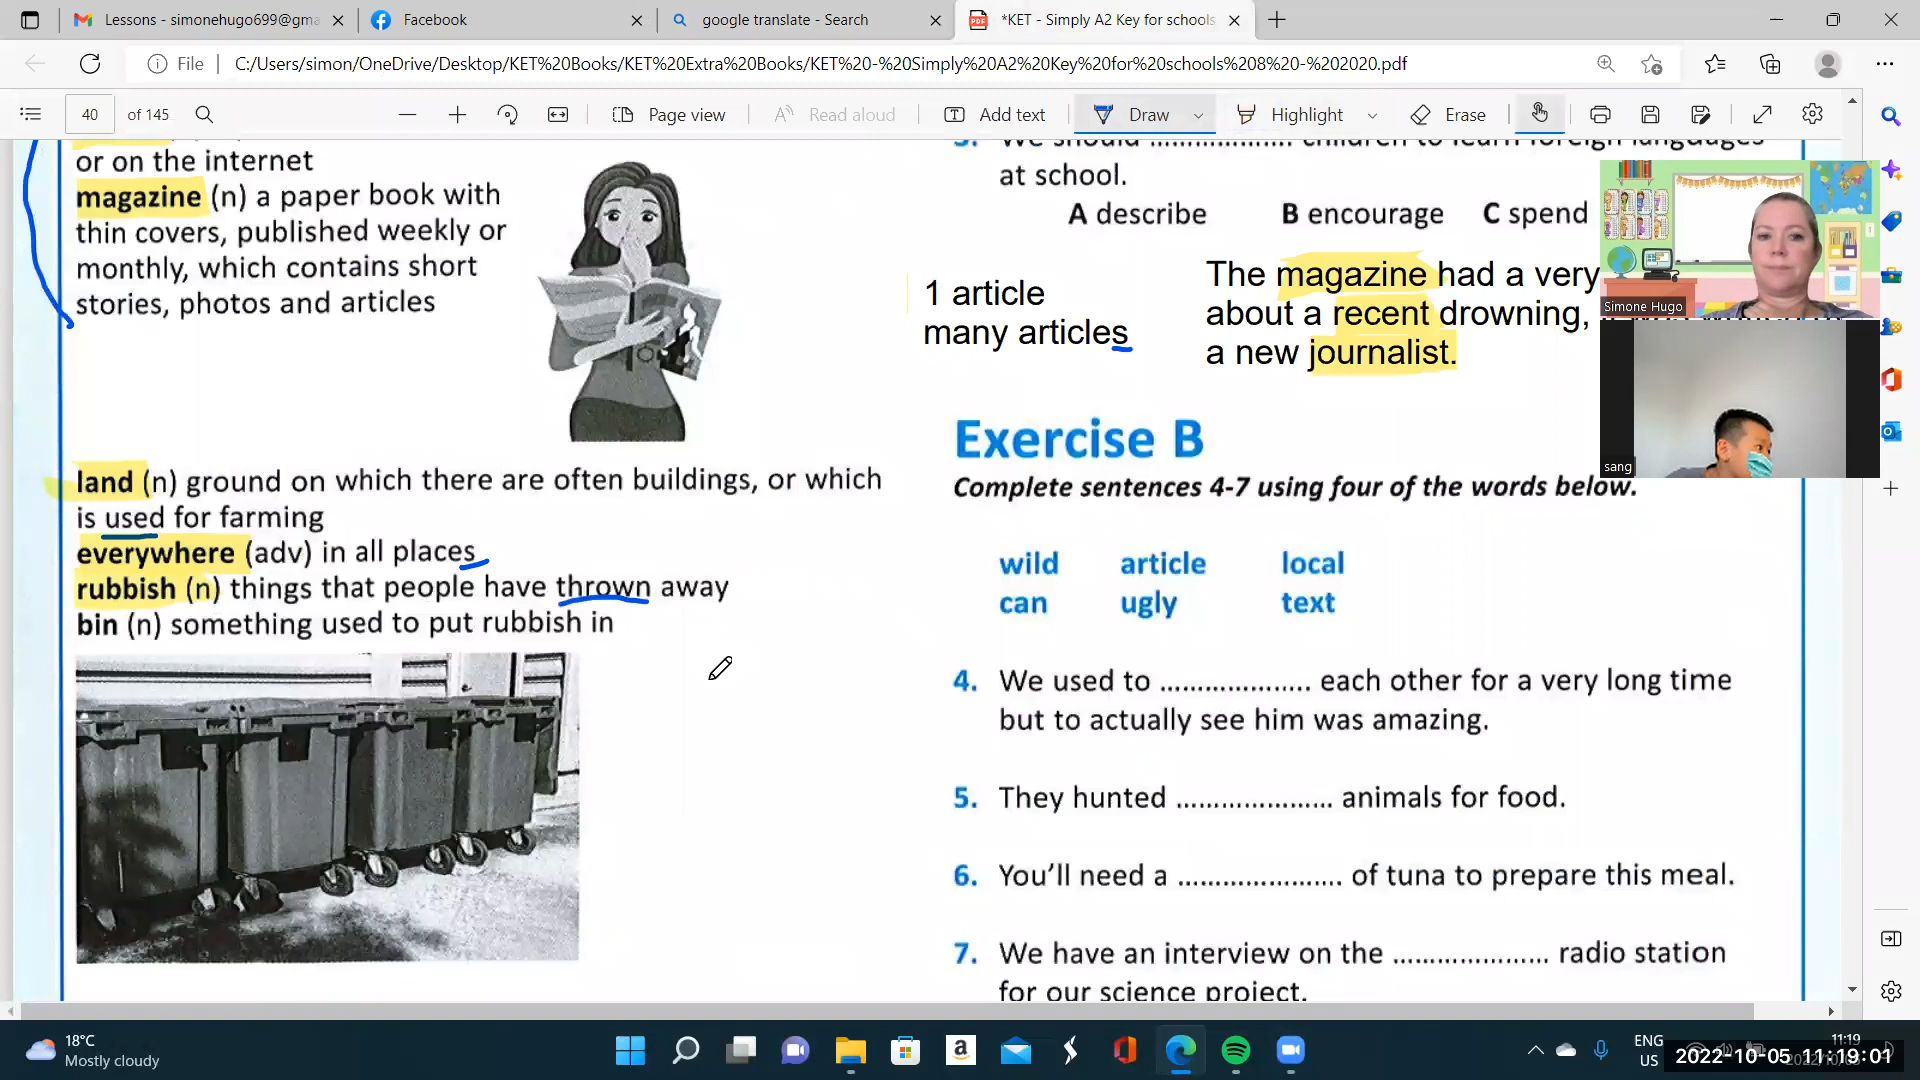 Lessons - simonehugo699@gma
Facebook
google translate - Search
*KET - Simply A2 Key for schools
File
C:/Users/simon/OneDrive/Desktop/KET%20Books/KET%20Extra%20Books/KET%20-%20Simply%20A2%20Key%20for%20schools%208%20-%202020.pdf
40 of 145
Page view
Read aloud
Add text
Draw
Highlight
Erase
or on the internet
magazine (n) a paper book with
thin covers, published weekly or
monthly, which contains short
stories, photos and articles
land (n) ground on which there are often buildings, or which
is used for farming
everywhere (adv) in all places
rubbish (n) things that people have thrown away
bin (n) something used to put rubbish in
3. We should .................... children to learn foreign languages
at school.
A describe B encourage C spend
1 article
many articles
The magazine had a very
about a recent drowning,
a new journalist.
Exercise B
Complete sentences 4-7 using four of the words below.
wild article local
can ugly text
4. We used to .................... each other for a very long time
but to actually see him was amazing.
5. They hunted .................... animals for food.
6. You'll need a .................... of tuna to prepare this meal.
7. We have an interview on the .................... radio station
for our science project.
Simone Hugo
sang
18°C
Mostly cloudy
ENG
US
11:19
2022-10-05 11:19:01